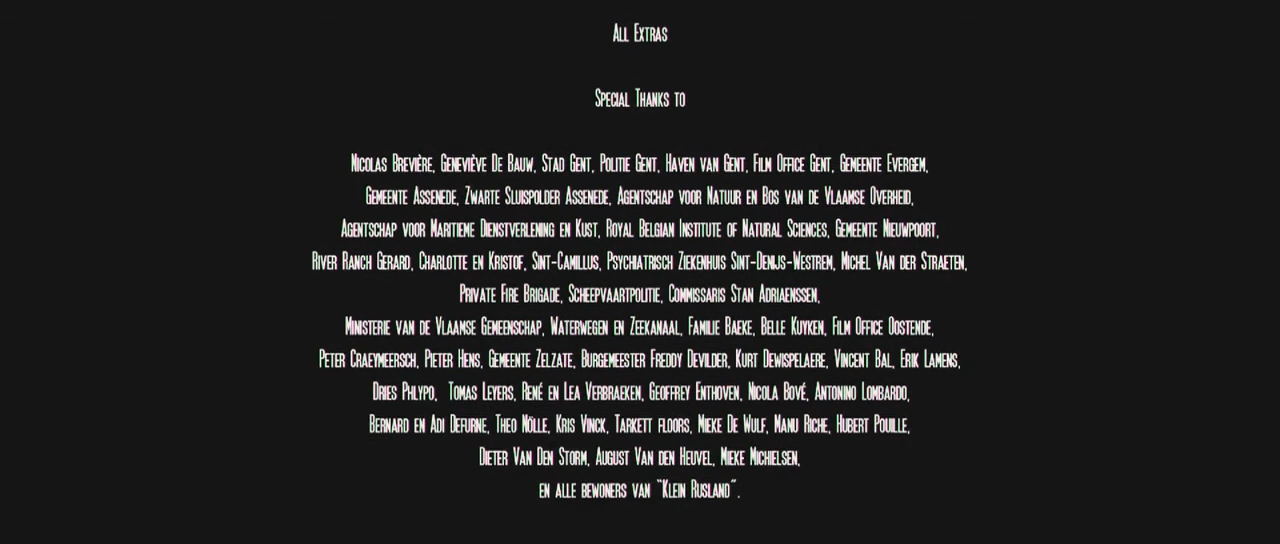 All Extras
Special Thanks to
Nicolas Brevière, Geneviève De Bauw, Stad Gent, Politie Gent, Haven van Gent, Film Office Gent, Gemeente Evergem,
Gemeente Assenede, Zwarte Sluispolder Assenede, Agentschap voor Natuur en Bos van de Vlaamse Overheid,
Agentschap voor Maritieme Dienstverlening en Kust, Royal Belgian Institute of Natural Sciences, Gemeente Nieuwpoort,
River Ranch Gerard, Charlotte en Kristof, Sint-Camillus, Psychiatrisch Ziekenhuis Sint-Denijs-Westrem, Michel Van der Straeten,
Private Fire Brigade, Scheepvaartpolitie, Commissaris Stan Adriaenssen,
Ministerie van de Vlaamse Gemeenschap, Waterwegen en Zeekanaal, Familie Baeke, Belle Kuyken, Film Office Oostende,
Peter Craeymeersch, Pieter Hens, Gemeente Zelzate, Burgemeester Freddy Devilder, Kurt Dewispelaere, Vincent Bal, Erik Lamens,
Dries Phlypo, Tomas Leyers, René en Lea Verbraeken, Geoffrey Enthoven, Nicola Bové, Antonino Lombardo,
Bernard en Adi Defurne, Theo Nölle, Kris Vinck, Tarkett floors, Mieke De Wulf, Manu Riche, Hubert Pouille,
Dieter Van Den Storm, August Van den Heuvel, Mieke Michielsen,
en alle bewoners van "Klein Rusland".